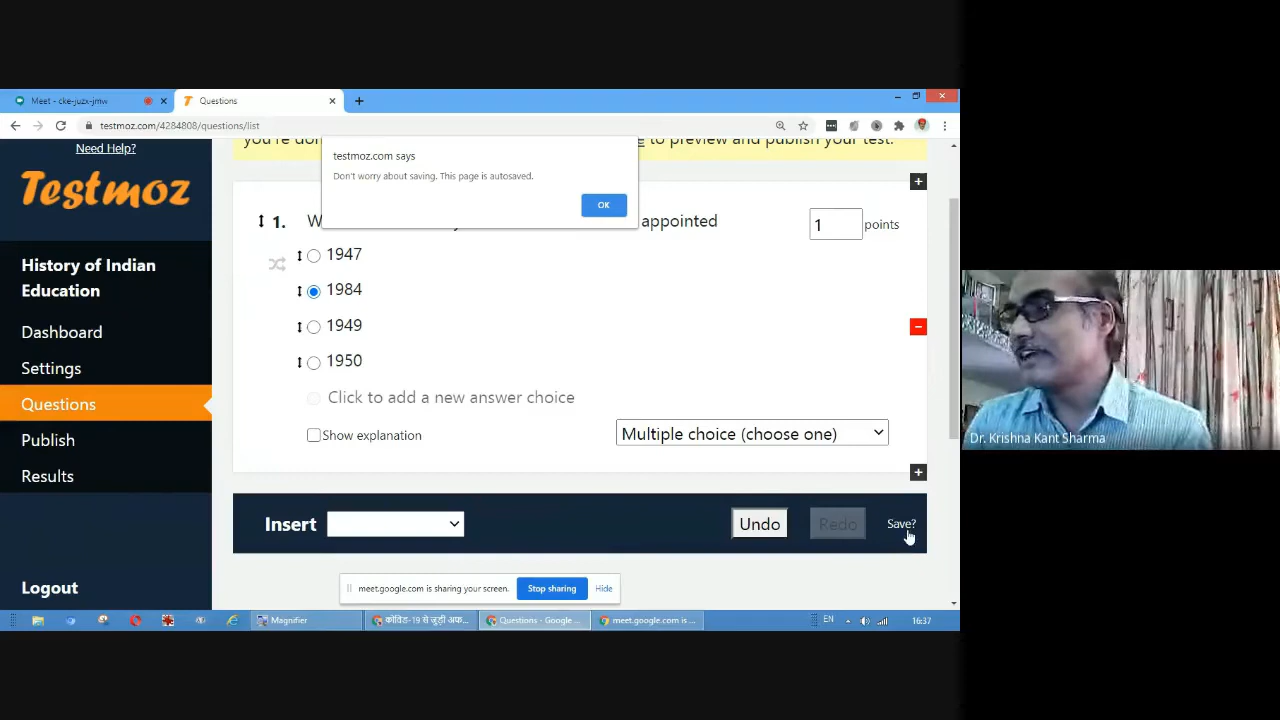 Meet - cke-juzx-jmw
Questions
testmoz.com/4284808/questions/list
Need Help?
Testmoz
to preview and publish your test.
testmoz.com says
Don't worry about saving. This page is autosaved.
OK
1.
appointed
1
points
1947
1984
1949
1950
Click to add a new answer choice
Show explanation
Multiple choice (choose one)
History of Indian
Education
Dashboard
Settings
Questions
Publish
Results
Logout
Insert
Undo
Redo
Save?
meet.google.com is sharing your screen.
Stop sharing
Hide
Magnifier
कोविड-19 से जुड़ी अफ...
Questions - Google...
meet.google.com is ...
EN
16:37
Dr. Krishna Kant Sharma